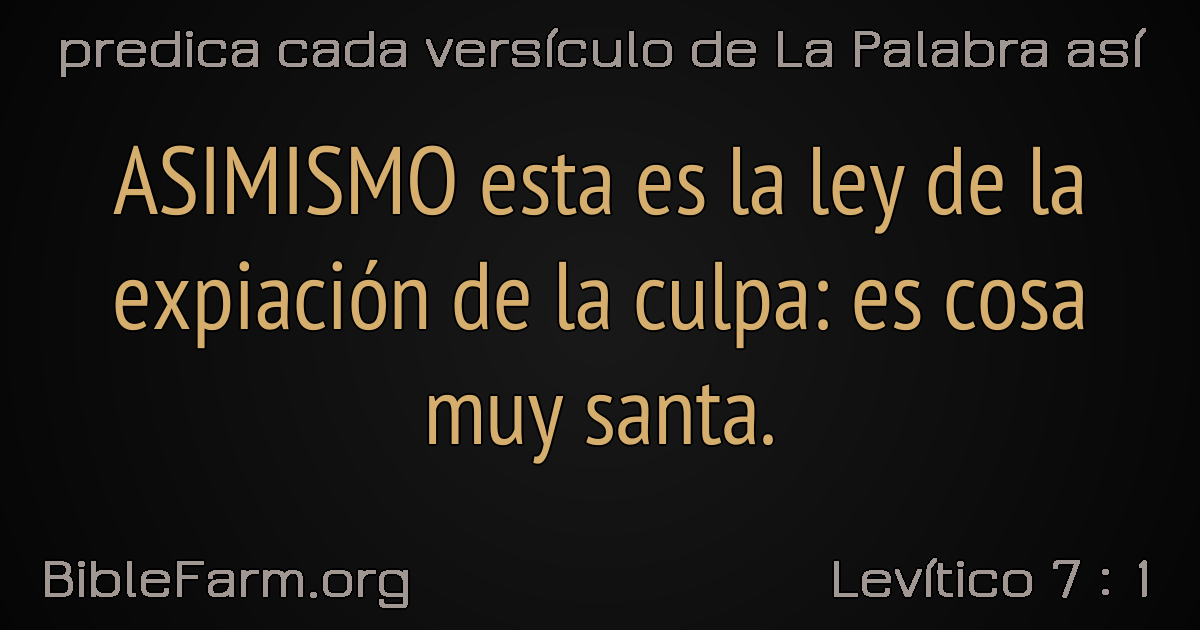 predica cada versículo de La Palabra así
ASIMISMO esta es la ley de la
expiación de la culpa: es cosa
muy santa.
BibleFarm.org
Levítico 7 : 1